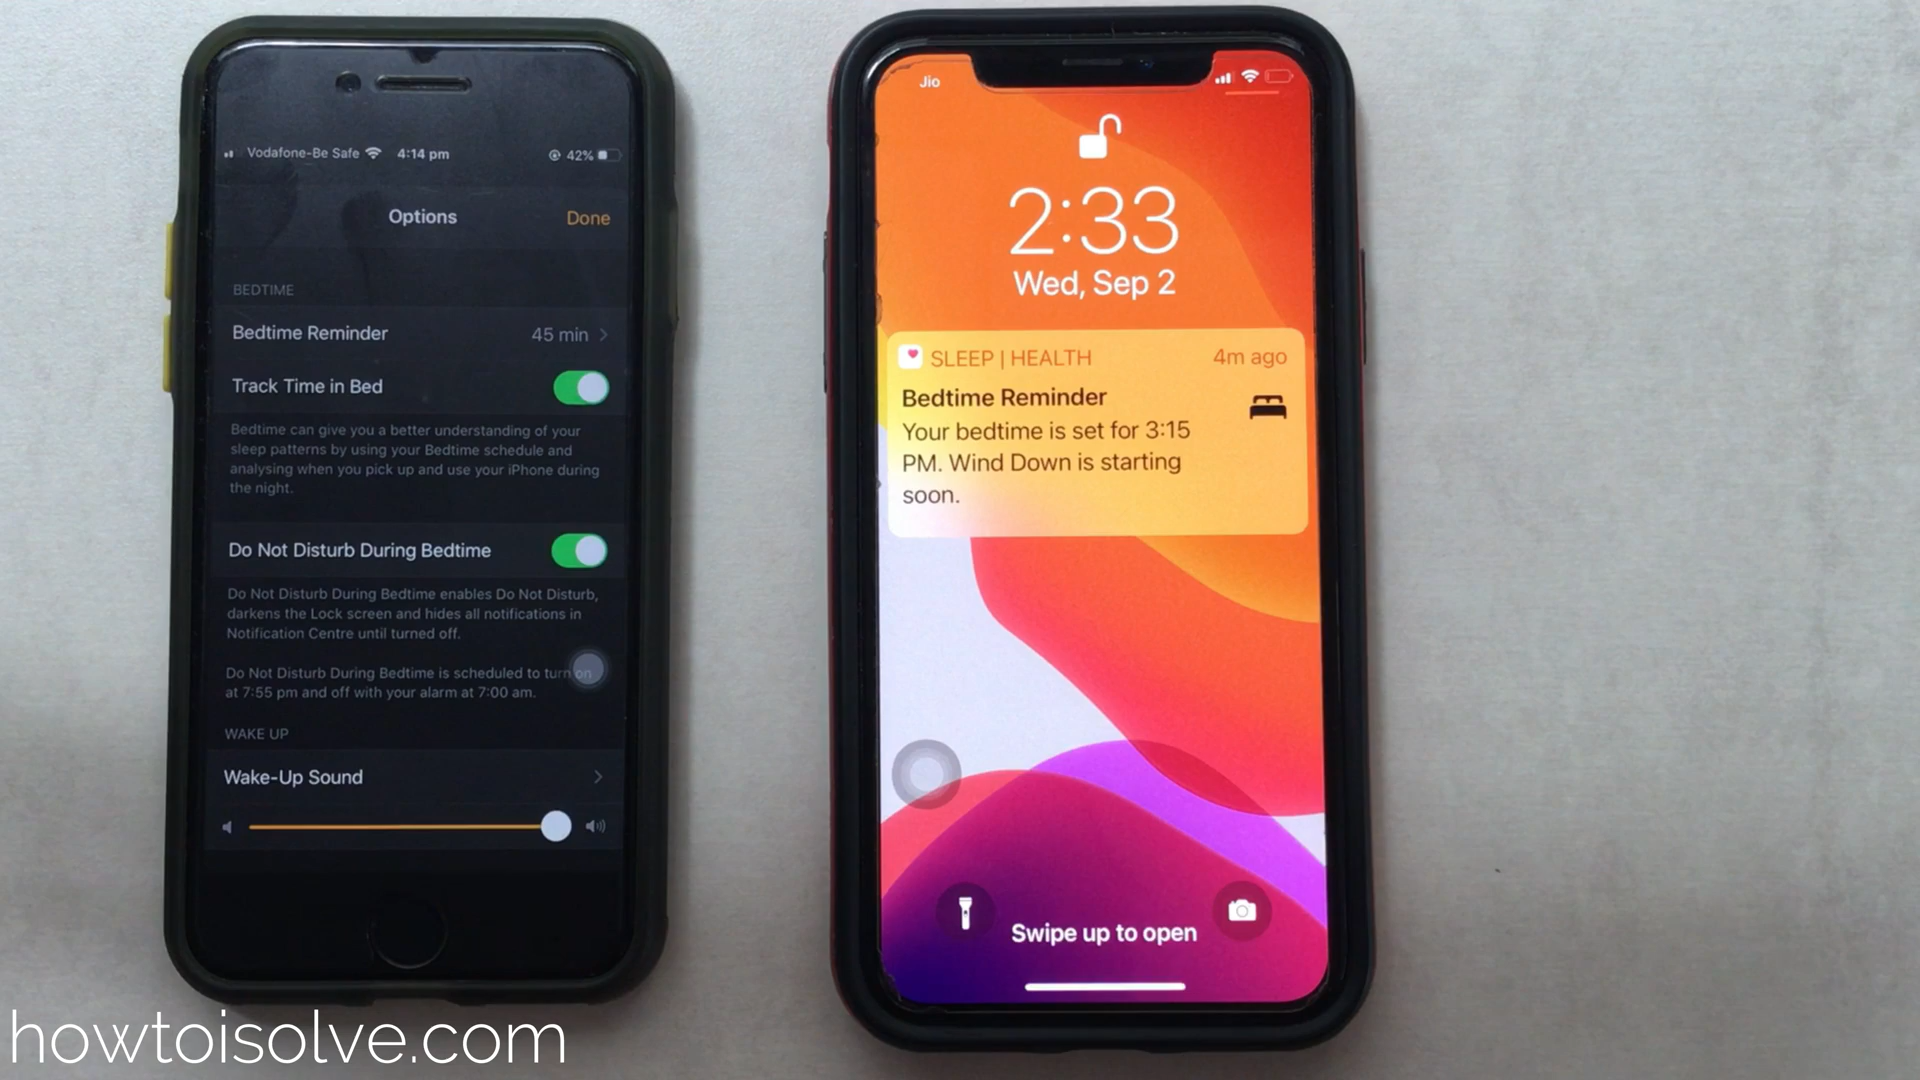 Vodafone-Be Safe 4:14 pm 42%
Options Done
BEDTIME
Bedtime Reminder 45 min
Track Time in Bed
Bedtime can give you a better understanding of your
sleep patterns by using your Bedtime schedule and
analysing when you pick up and use your iPhone during
the night.
Do Not Disturb During Bedtime
Do Not Disturb During Bedtime enables Do Not Disturb,
darkens the Lock screen and hides all notifications in
Notification Centre until turned off.
Do Not Disturb During Bedtime is scheduled to turn on
at 7:55 pm and off with your alarm at 7:00 am.
WAKE UP
Wake-Up Sound
Jio
2:33
Wed, Sep 2
SLEEP | HEALTH 4m ago
Bedtime Reminder
Your bedtime is set for 3:15
PM. Wind Down is starting
soon.
Swipe up to open
howtoisolve.com